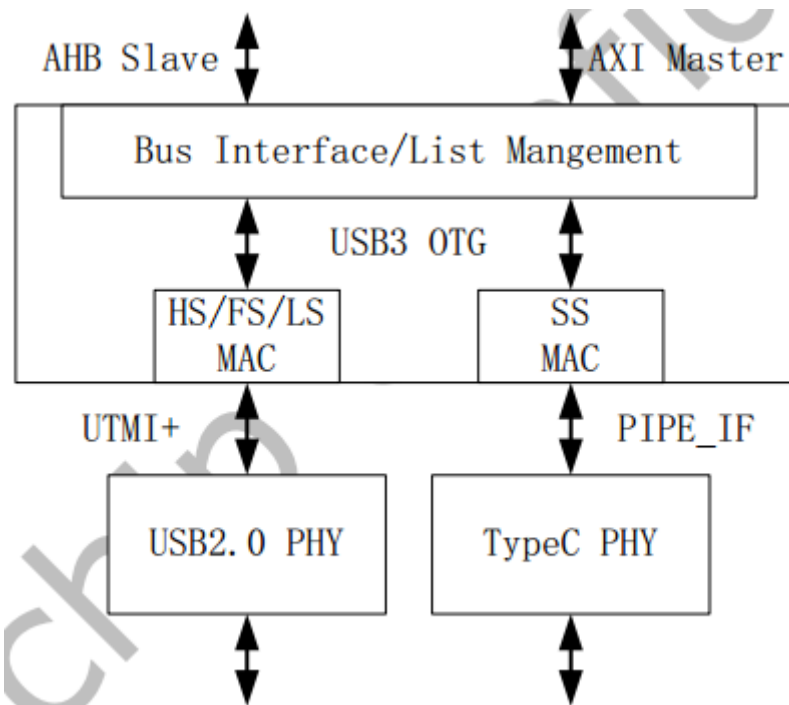 AHB Slave
AXI Master
Bus Interface/List Mangement
USB3 OTG
HS/FS/LS
MAC
SS
MAC
UTMI+
PIPE_IF
USB2.0 PHY
TypeC PHY